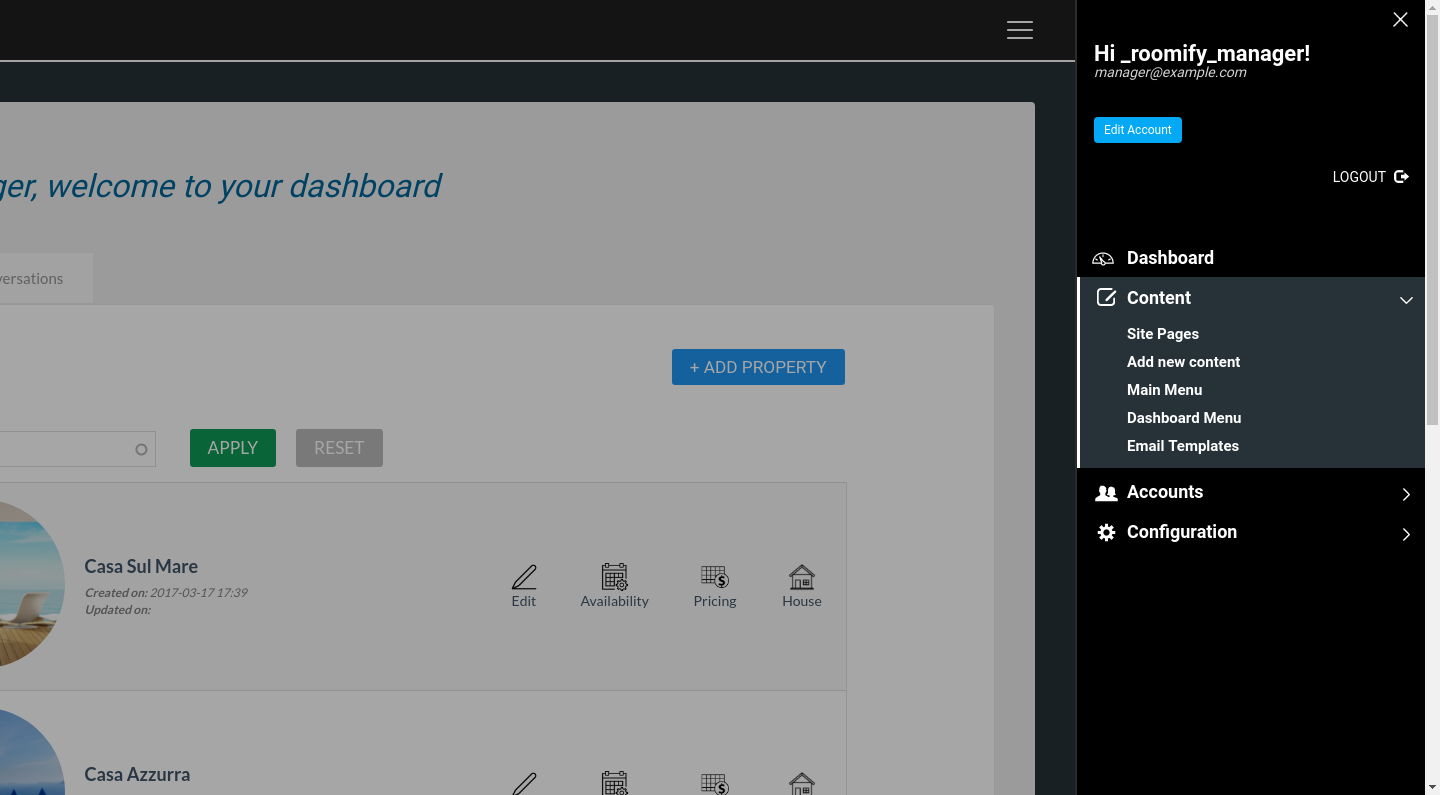 Hi _roomify_manager!
manager@example.com
Edit Account
LOGOUT
Dashboard
Content
Site Pages
Add new content
Main Menu
Dashboard Menu
Email Templates
Accounts
Configuration
ger, welcome to your dashboard
versations
+ ADD PROPERTY
APPLY
RESET
Casa Sul Mare
Created on: 2017-03-17 17:39
Updated on:
Edit
Availability
Pricing
House
Casa Azzurra